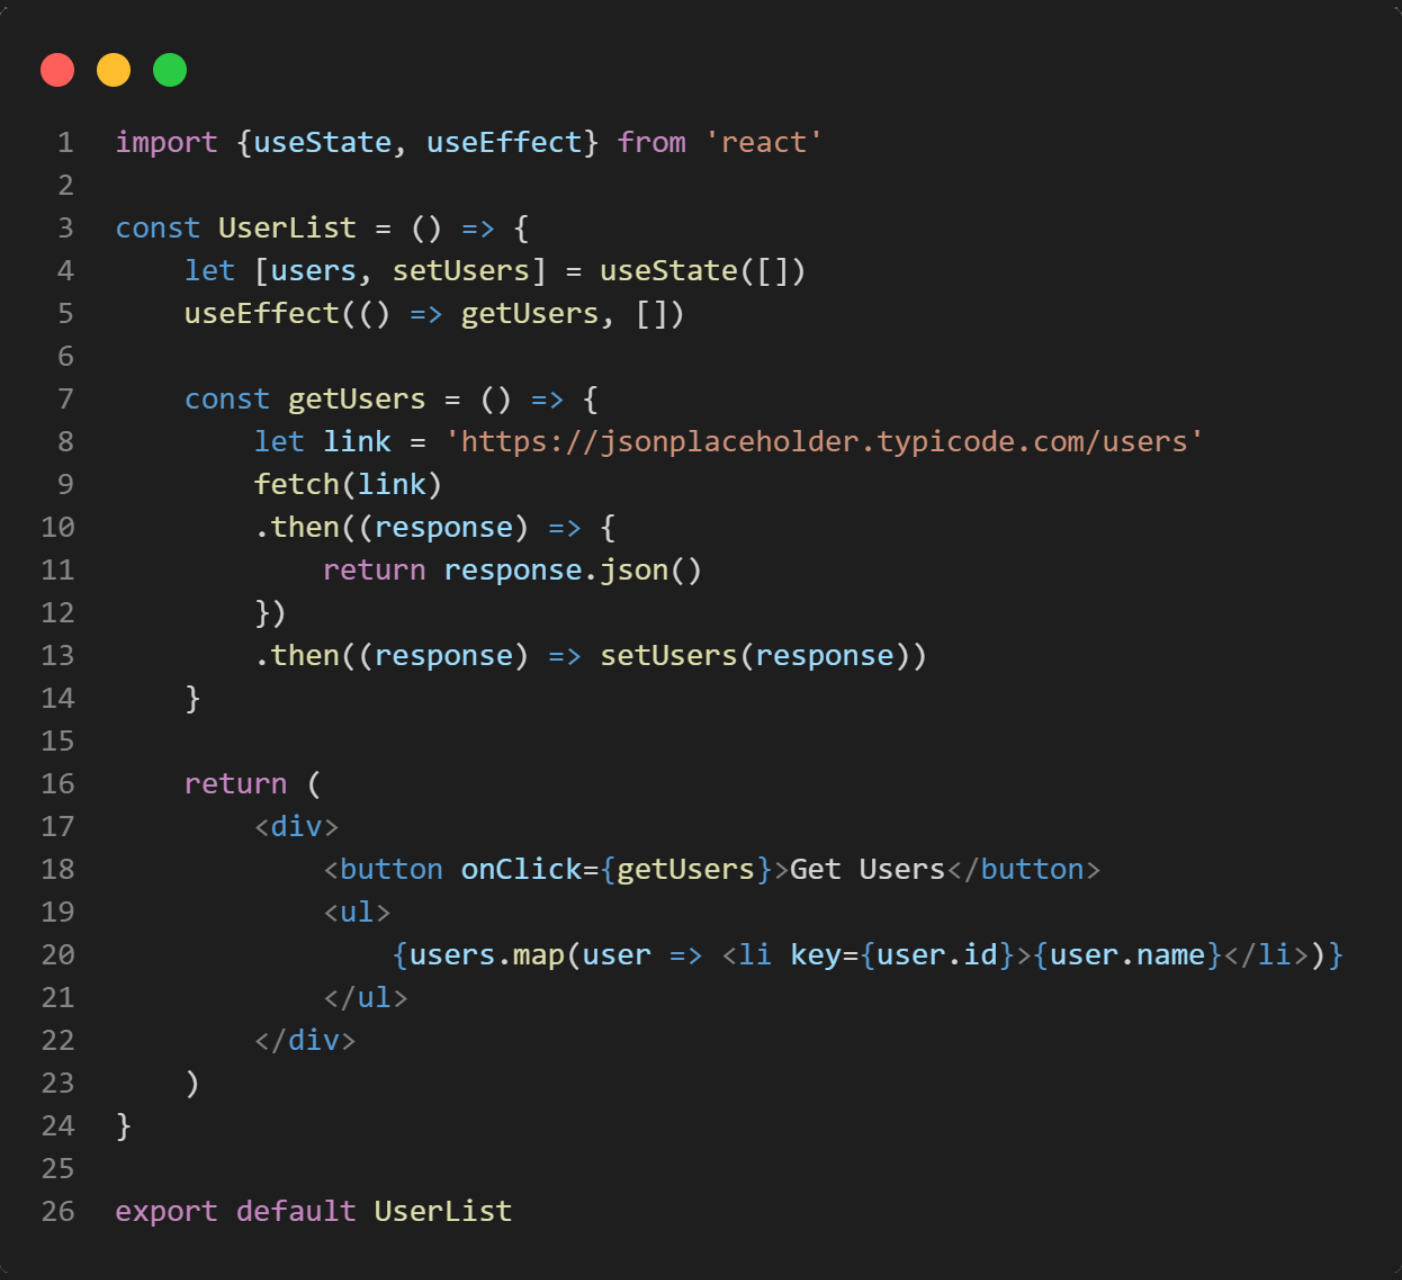 1 import {useState, useEffect} from 'react'
2
3 const UserList = () => {
4     let [users, setUsers] = useState([])
5     useEffect(() => getUsers, [])
6
7     const getUsers = () => {
8         let link = 'https://jsonplaceholder.typicode.com/users'
9         fetch(link)
10         .then((response) => {
11             return response.json()
12         })
13         .then((response) => setUsers(response))
14     }
15
16     return (
17         <div>
18             <button onClick={getUsers}>Get Users</button>
19             <ul>
20                 {users.map(user => <li key={user.id}>{user.name}</li>)}
21             </ul>
22         </div>
23     )
24 }
25
26 export default UserList